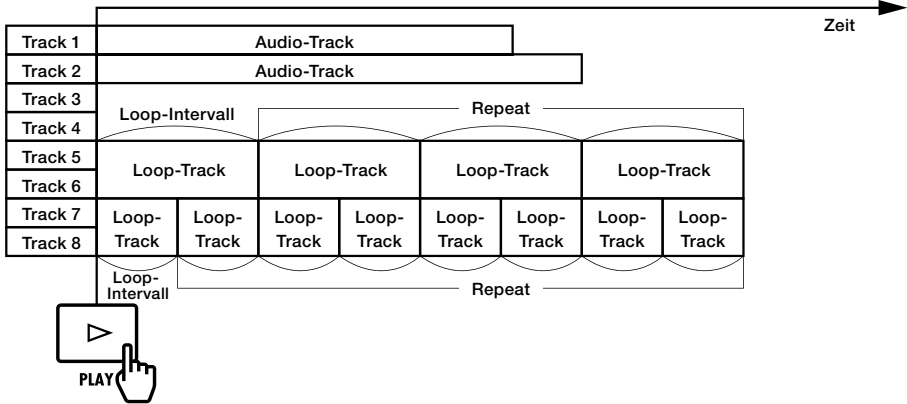 Zeit
Track 1 Audio-Track
Track 2 Audio-Track
Track 3
Track 4 Loop-Intervall Repeat
Track 5
Track 6 Loop-Track Loop-Track Loop-Track Loop-Track
Track 7 Loop- Loop- Loop- Loop- Loop- Loop- Loop- Loop-
Track 8 Track Track Track Track Track Track Track Track
Loop-
Intervall Repeat
PLAY